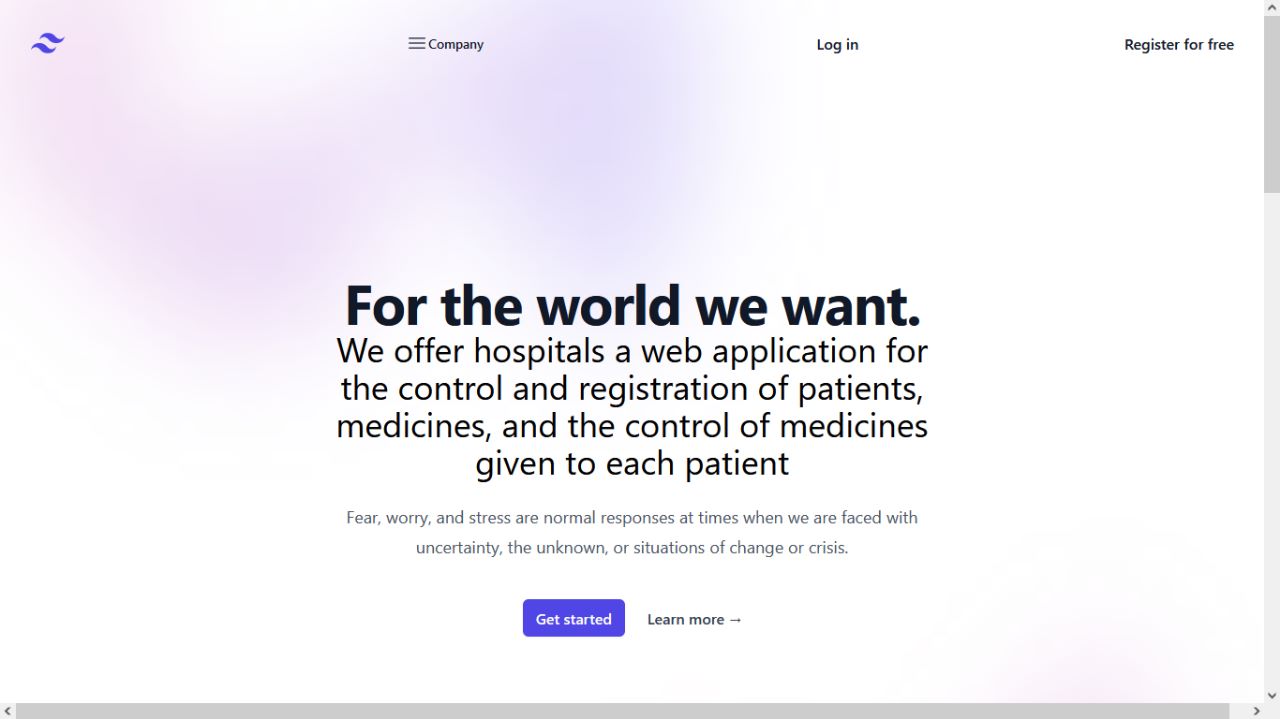 Company
Log in
Register for free
For the world we want.
We offer hospitals a web application for
the control and registration of patients,
medicines, and the control of medicines
given to each patient
Fear, worry, and stress are normal responses at times when we are faced with
uncertainty, the unknown, or situations of change or crisis.
Get started
Learn more →